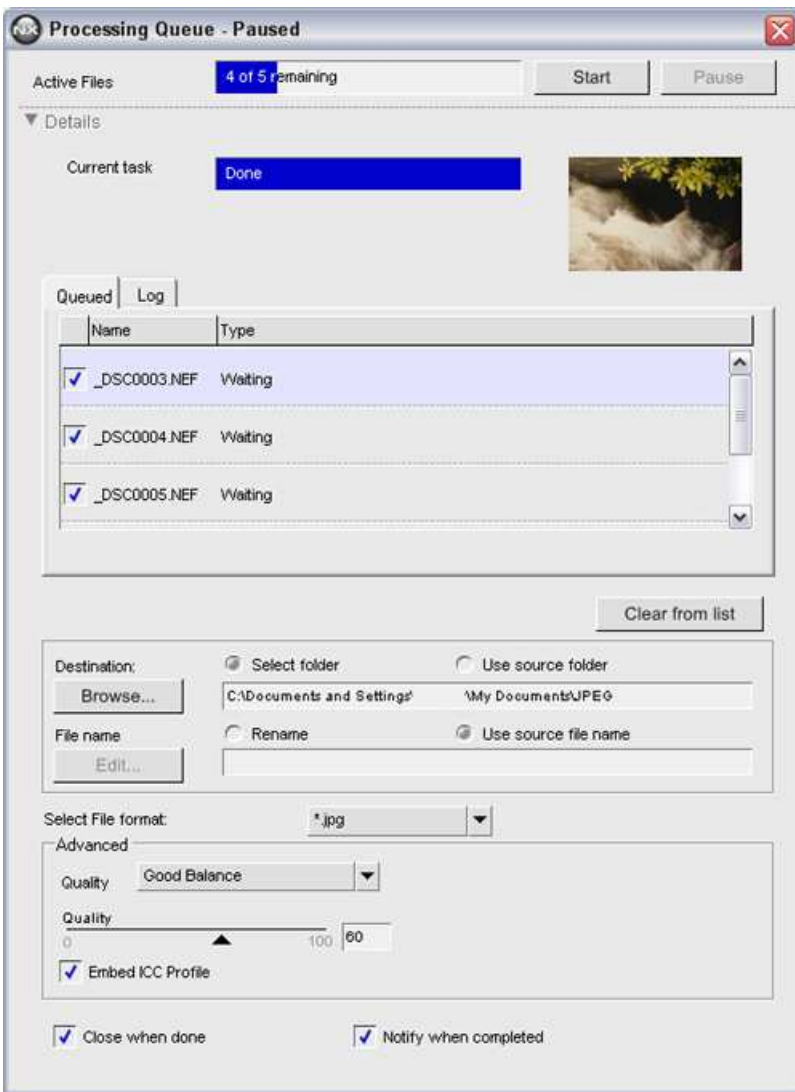 NX Processing Queue - Paused
Active Files 4 of 5 remaining Start Pause
Details
Current task Done
Queued Log
Name Type
_DSC0003.NEF Waiting
_DSC0004.NEF Waiting
_DSC0005.NEF Waiting
Clear from list
Destination: Select folder Use source folder
Browse... C:\Documents and Settings\ \My Documents\JPEG
File name Rename Use source file name
Edit...
Select File format: *.jpg
Advanced
Quality Good Balance
Quality
0 100 60
Embed ICC Profile
Close when done Notify when completed